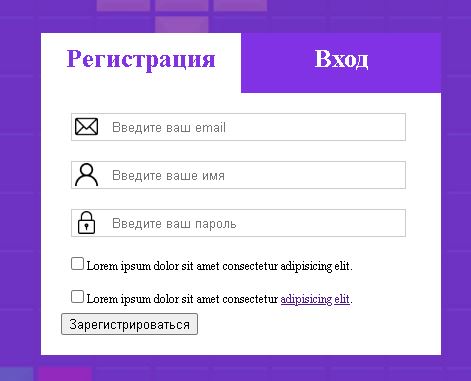 Регистрация
Вход
Введите ваш email
Введите ваше имя
Введите ваш пароль
Lorem ipsum dolor sit amet consectetur adipisicing elit.
Lorem ipsum dolor sit amet consectetur adipisicing elit.
Зарегистрироваться